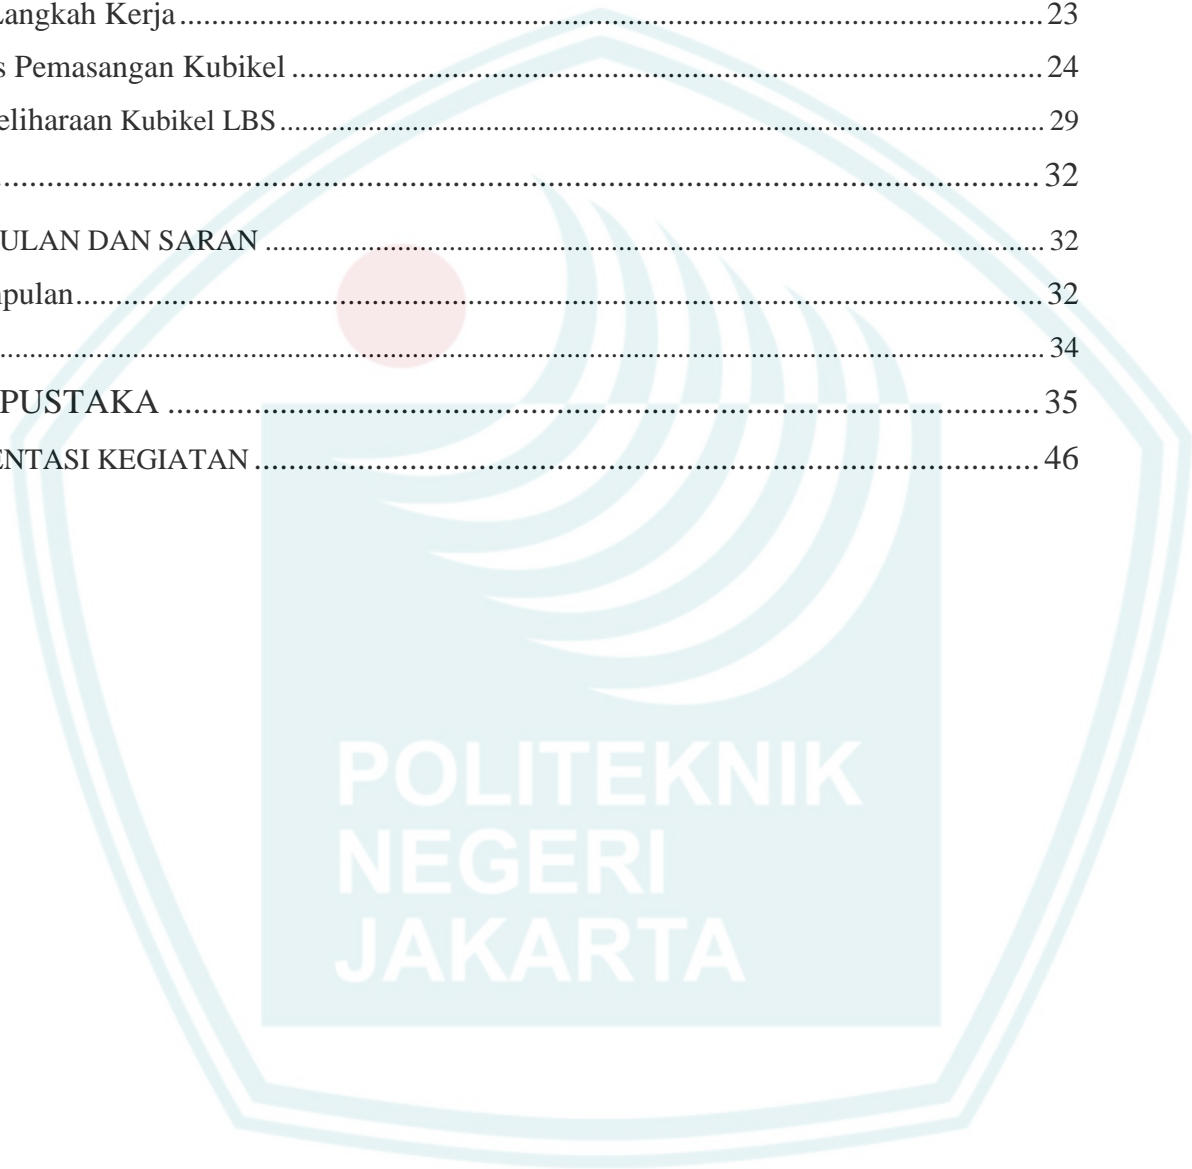 Langkah Kerja........................................................................................................ 23
s Pemasangan Kubikel........................................................................................... 24
eliharaan Kubikel LBS............................................................................................ 29
............................................................................................................................. 32
ULAN DAN SARAN............................................................................................... 32
npulan.................................................................................................................... 32
............................................................................................................................. 34
PUSTAKA............................................................................................................. 35
ENTASI KEGIATAN................................................................................................ 46
POLITEKNIK
NEGERI
JAKARTA